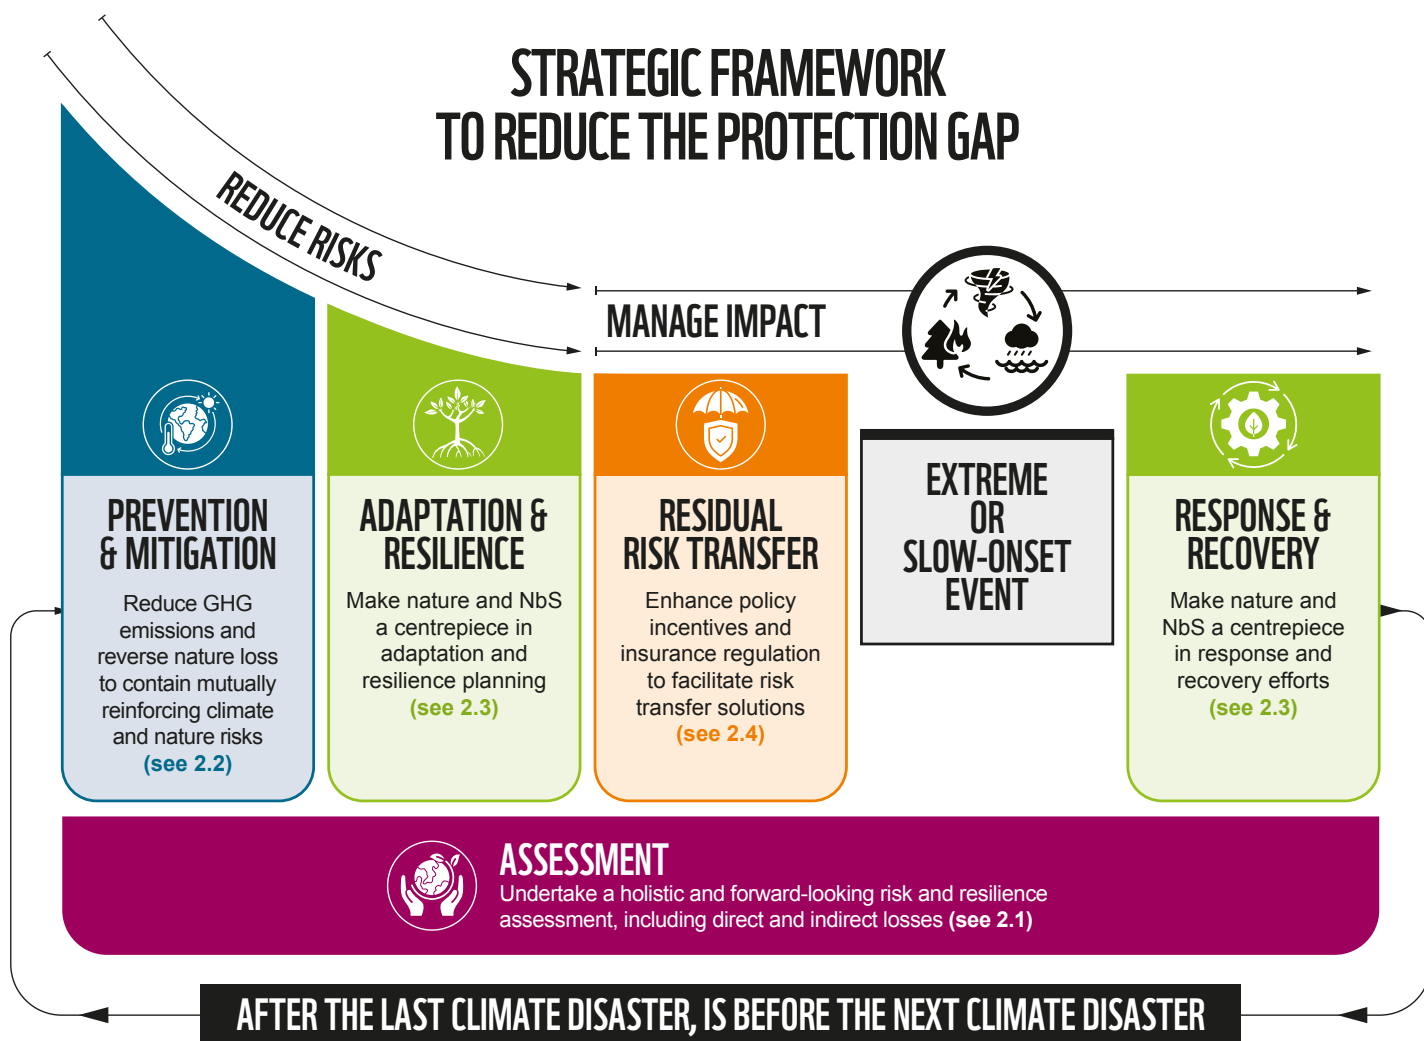 STRATEGIC FRAMEWORK
TO REDUCE THE PROTECTION GAP
REDUCE RISKS
MANAGE IMPACT
PREVENTION
& MITIGATION
Reduce GHG
emissions and
reverse nature loss
to contain mutually
reinforcing climate
and nature risks
(see 2.2)
ADAPTATION &
RESILIENCE
Make nature and NbS
a centrepiece in
adaptation and
resilience planning
(see 2.3)
RESIDUAL
RISK TRANSFER
Enhance policy
incentives and
insurance regulation
to facilitate risk
transfer solutions
(see 2.4)
EXTREME
OR
SLOW-ONSET
EVENT
RESPONSE &
RECOVERY
Make nature and
NbS a centrepiece
in response and
recovery efforts
(see 2.3)
ASSESSMENT
Undertake a holistic and forward-looking risk and resilience
assessment, including direct and indirect losses (see 2.1)
AFTER THE LAST CLIMATE DISASTER, IS BEFORE THE NEXT CLIMATE DISASTER